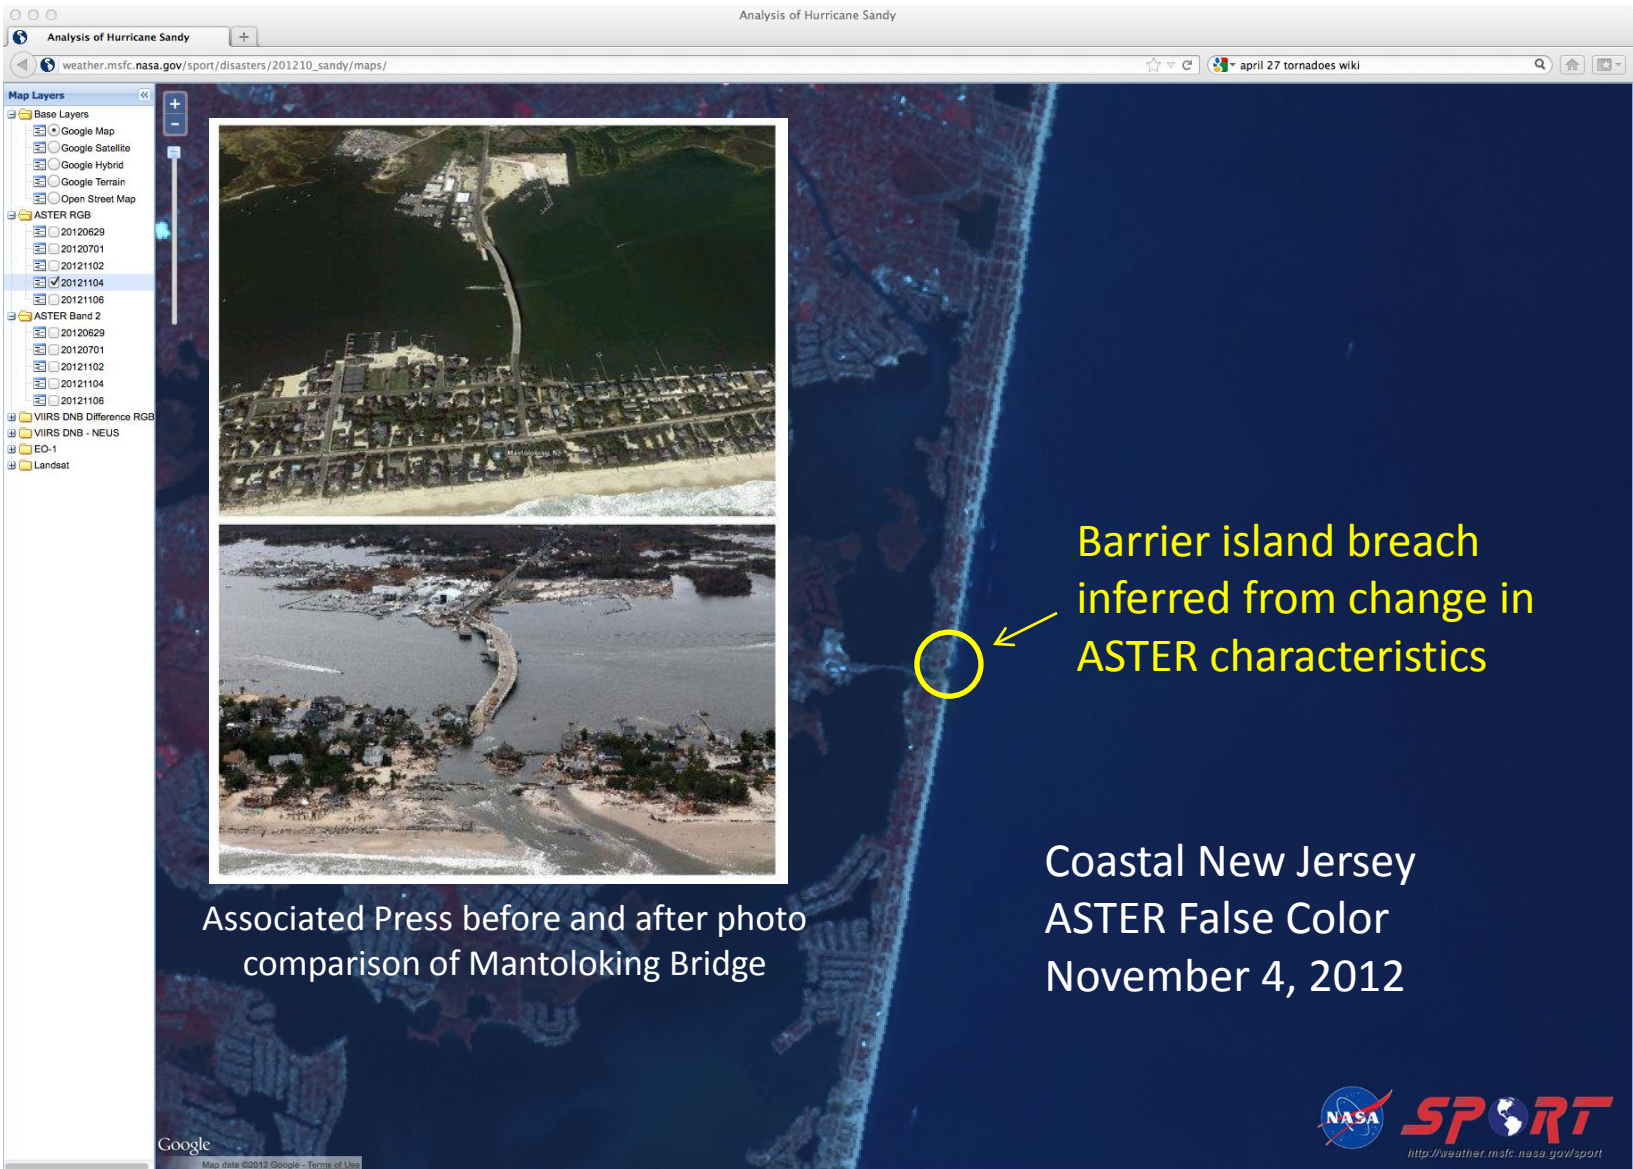 Analysis of Hurricane Sandy
Analysis of Hurricane Sandy
weather.msfc.nasa.gov/sport/disasters/201210_sandy/maps/
april 27 tornadoes wiki
Map Layers
Base Layers
Google Map
Google Satellite
Google Hybrid
Google Terrain
Open Street Map
ASTER RGB
20120629
20120701
20121102
20121104
20121106
ASTER Band 2
20120629
20120701
20121102
20121104
20121106
VIIRS DNB Difference RGB
VIIRS DNB - NEUS
EO-1
Landsat
Barrier island breach
inferred from change in
ASTER characteristics
Associated Press before and after photo
comparison of Mantoloking Bridge
Coastal New Jersey
ASTER False Color
November 4, 2012
NASA
SPORT
http://weather.msfc.nasa.gov/sport
Google
Map data ©2012 Google - Terms of Use